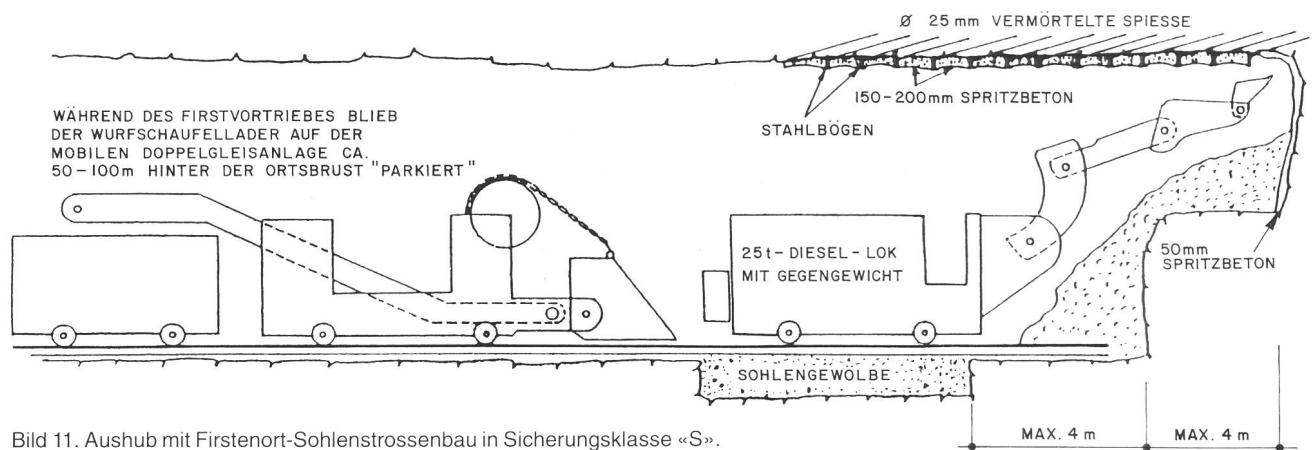 Ø 25 mm VERMÖRTELTE SPIESSE
150-200mm SPRITZBETON
STAHLBÖGEN
WÄHREND DES FIRSTVORTRIEBES BLIEB
DER WURFSCHAUFELLADER AUF DER
MOBILEN DOPPELGLEISANLAGE CA.
50-100m HINTER DER ORTSBRUST "PARKIERT"
25t-DIESEL-LOK
MIT GEGENGEWICHT
50mm
SPRITZBETON
SOHLENGEWÖLBE
MAX. 4 m
MAX. 4 m
Bild 11. Aushub mit Firstenort-Sohlenstrossenbau in Sicherungsklasse «S».